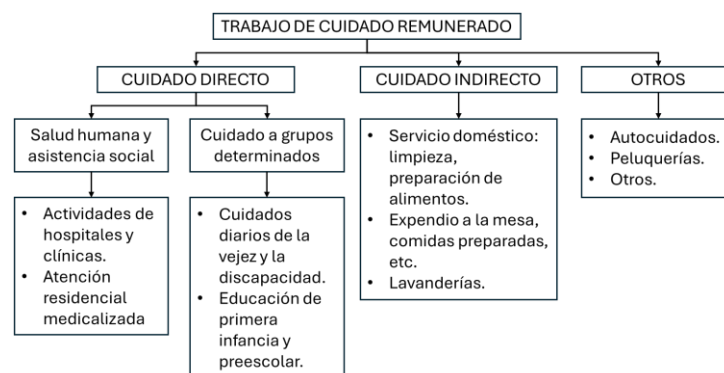 TRABAJO DE CUIDADO REMUNERADO
CUIDADO DIRECTO
CUIDADO INDIRECTO
OTROS
Salud humana y
asistencia social
Cuidado a grupos
determinados
• Actividades de
hospitales y
clínicas.
• Atención
residencial
medicalizada
• Cuidados
diarios de la
vejez y la
discapacidad.
• Educación de
primera
infancia y
preescolar.
• Servicio doméstico:
limpieza,
preparación de
alimentos.
• Expendio a la mesa,
comidas preparadas,
etc.
• Lavanderías.
• Autocuidados.
• Peluquerías.
• Otros.